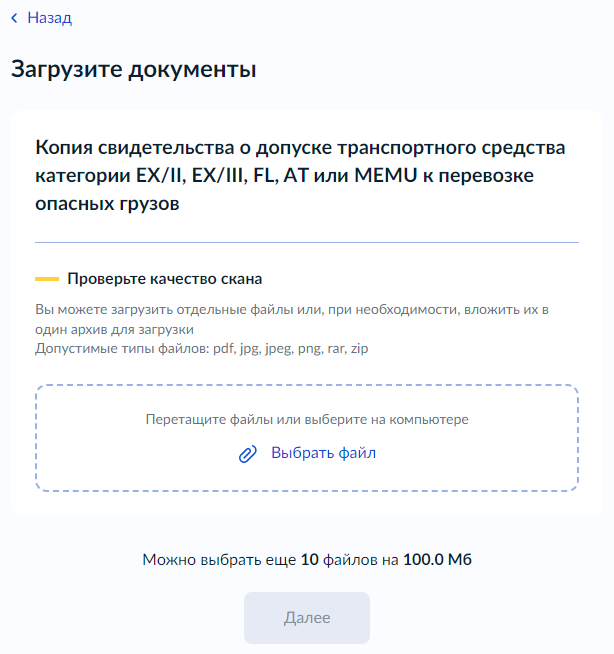 Назад
Загрузите документы
Копия свидетельства о допуске транспортного средства
категории EX/II, EX/III, FL, AT или MEMU к перевозке
опасных грузов
Проверьте качество скана
Вы можете загрузить отдельные файлы или, при необходимости, вложить их в
один архив для загрузки
Допустимые типы файлов: pdf, jpg, jpeg, png, rar, zip
Перетащите файлы или выберите на компьютере
Выбрать файл
Можно выбрать еще 10 файлов на 100.0 Мб
Далее